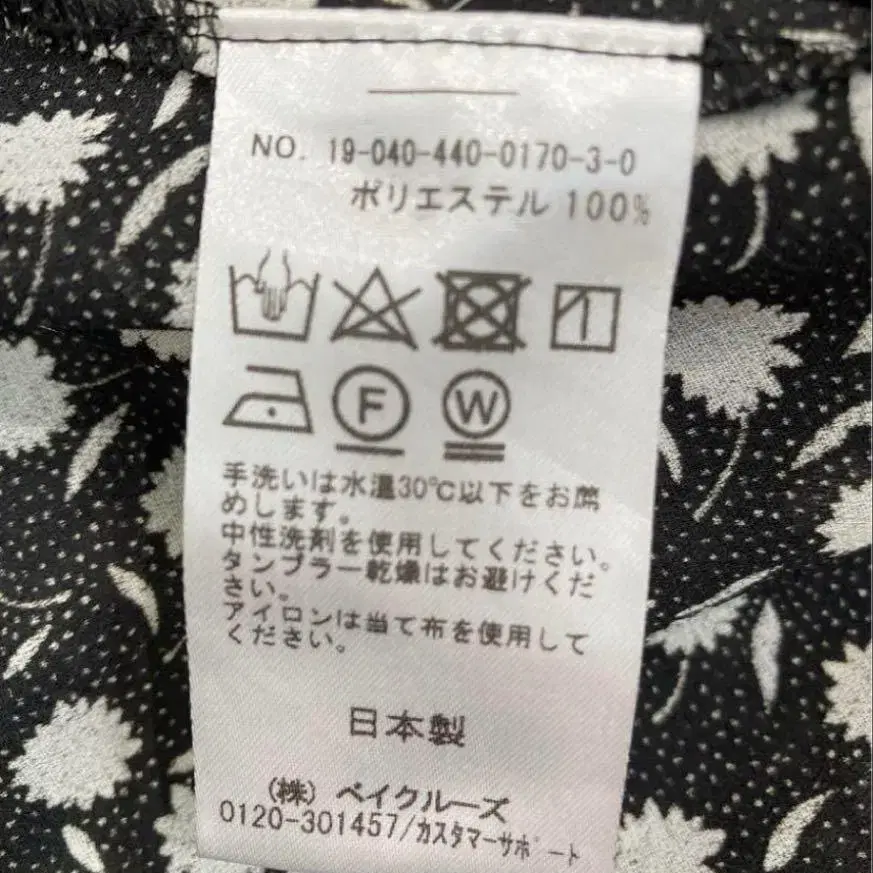 NO. 19-040-440-0170-3-0
ポリエステル 100%
F W
手洗いは水温30℃以下をお薦
めします。
中性洗剤を使用してください。
タンブラー乾燥はお避けくだ
さい。
アイロンは当て布を使用して
ください。
日本製
(株) ベイクルーズ
0120-301457/カスタマーサポート